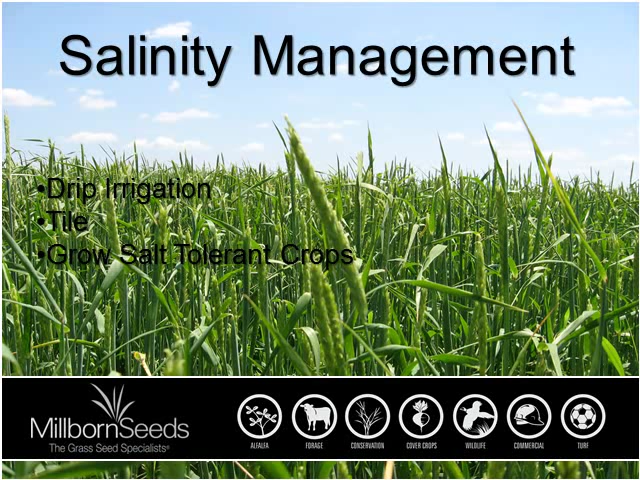 Salinity Management
•Drip Irrigation
•Tile
•Grow Salt Tolerant Crops
MillbornSeeds
The Grass Seed Specialists®
ALFALFA FORAGE CONSERVATION COVER CROPS WILDLIFE COMMERCIAL TURF